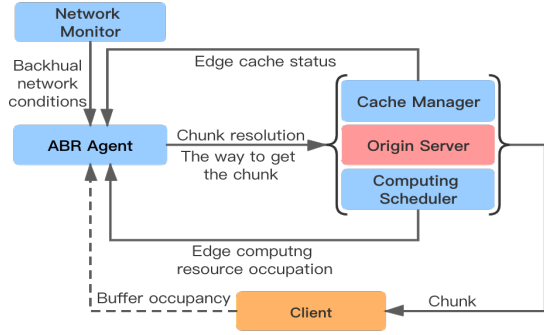 Network
Monitor
Edge cache status
Backhual
network
conditions
Cache Manager
ABR Agent
Chunk resolution
Origin Server
The way to get
the chunk
Computing
Scheduler
Edge computng
resource occupation
Buffer occupancy
Client
Chunk